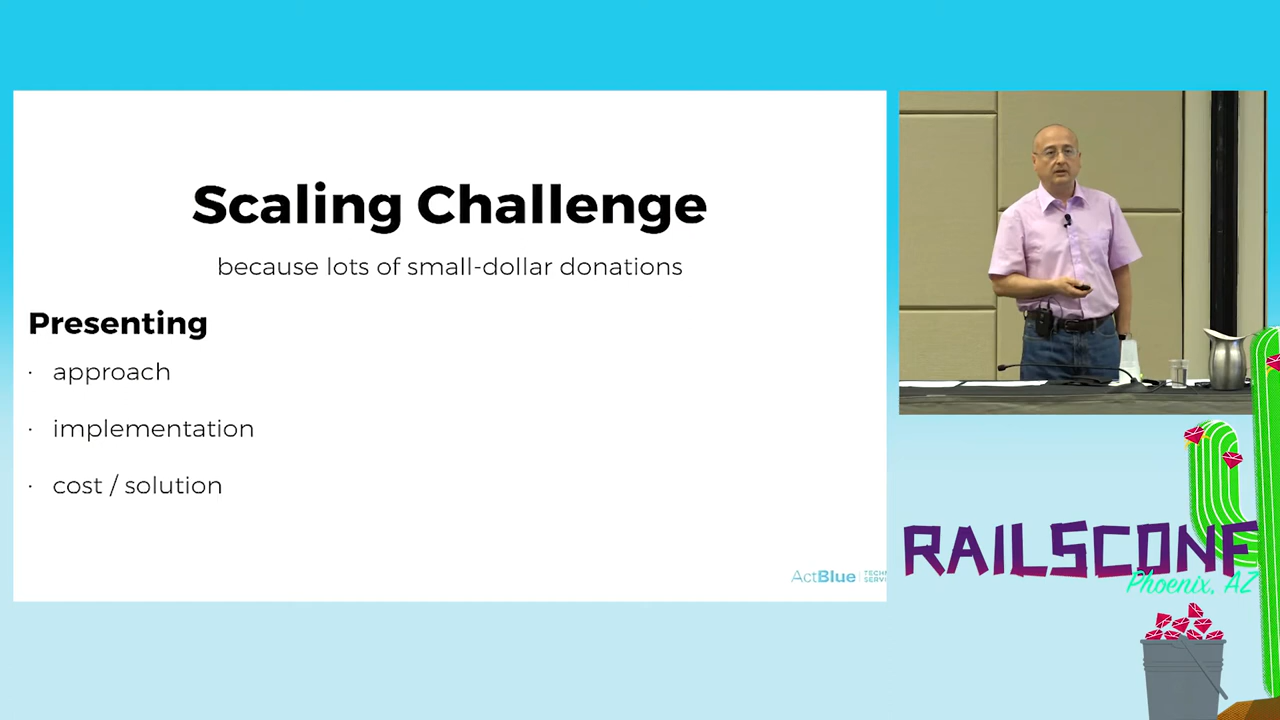 Scaling Challenge
because lots of small-dollar donations
Presenting
· approach
· implementation
· cost / solution
ActBlue
RAILSCONF
Phoenix, AZ